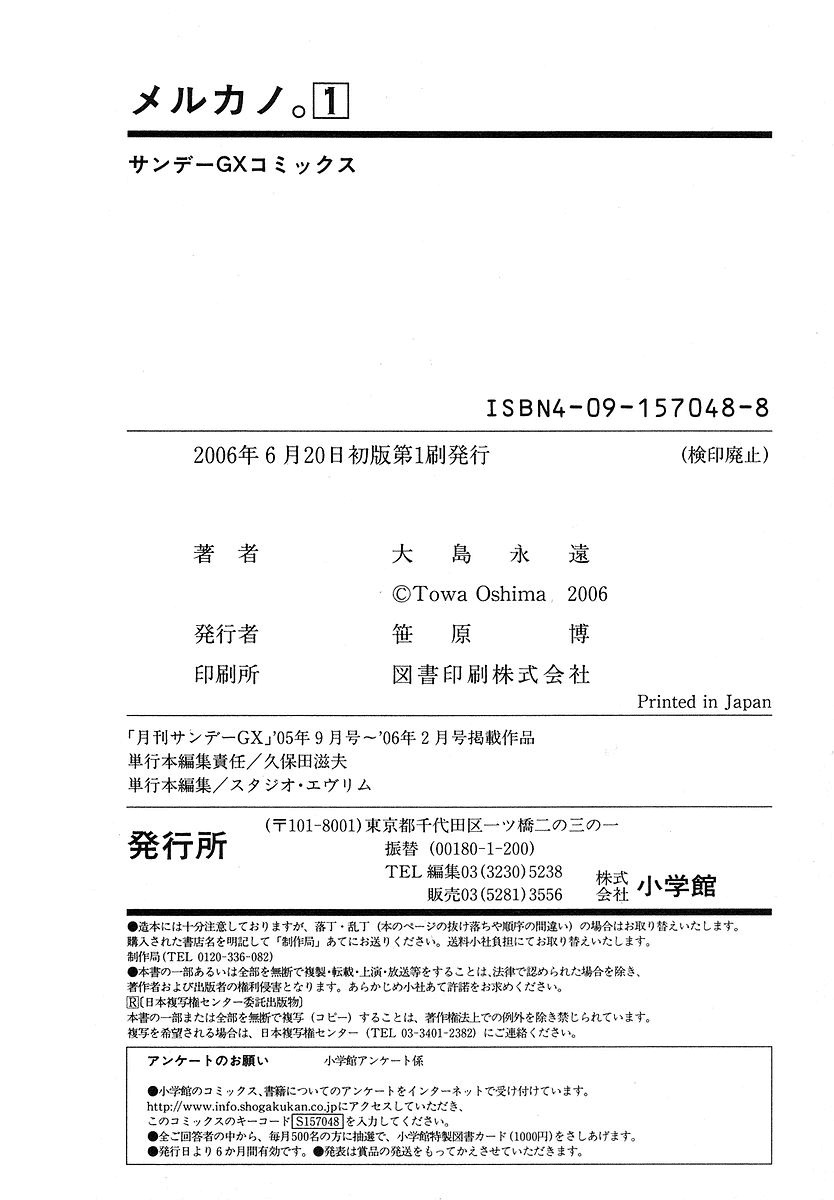 メルカノ。1
サンデーGXコミックス
ISBN4-09-157048-8
2006年6月20日初版第1刷発行 (検印廃止)
著者 大島永遠
©Towa Oshima 2006
発行者 笹原 博
印刷所 図書印刷株式会社
Printed in Japan
「月刊サンデーGX」'05年9月号〜'06年2月号掲載作品
単行本編集責任／久保田滋夫
単行本編集／スタジオ・エヴリム
(〒101-8001)東京都千代田区一ツ橋二の三の一
発行所 振替 (00180-1-200)
TEL 編集03(3230)5238
販売03(5281)3556 株式会社 小学館
●造本には十分注意しておりますが、落丁・乱丁（本のページの抜け落ちや順序の間違い）の場合はお取り替えいたします。
購入された書店名を明記して「制作局」あてにお送りください。送料小社負担にてお取り替えいたします。
制作局(TEL 0120-336-082)
●本書の一部あるいは全部を無断で複製・転載・上演・放送等をすることは、法律で認められた場合を除き、
著作者および出版者の権利侵害となります。あらかじめ小社あて許諾をお求めください。
R〔日本複写権センター委託出版物〕
本書の一部または全部を無断で複写（コピー）することは、著作権法上での例外を除き禁じられています。
複写を希望される場合は、日本複写権センター（TEL 03-3401-2382）にご連絡ください。
アンケートのお願い 小学館アンケート係
●小学館のコミックス、書籍についてのアンケートをインターネットで受け付けています。
http://www.info.shogakukan.co.jpにアクセスしていただき、
このコミックスのキーコード S157048 を入力してください。
●全ご回答者の中から、毎月500名の方に抽選で、小学館特製図書カード(1000円)をさしあげます。
●発行日より6か月間有効です。●発表は賞品の発送をもってかえさせていただきます。